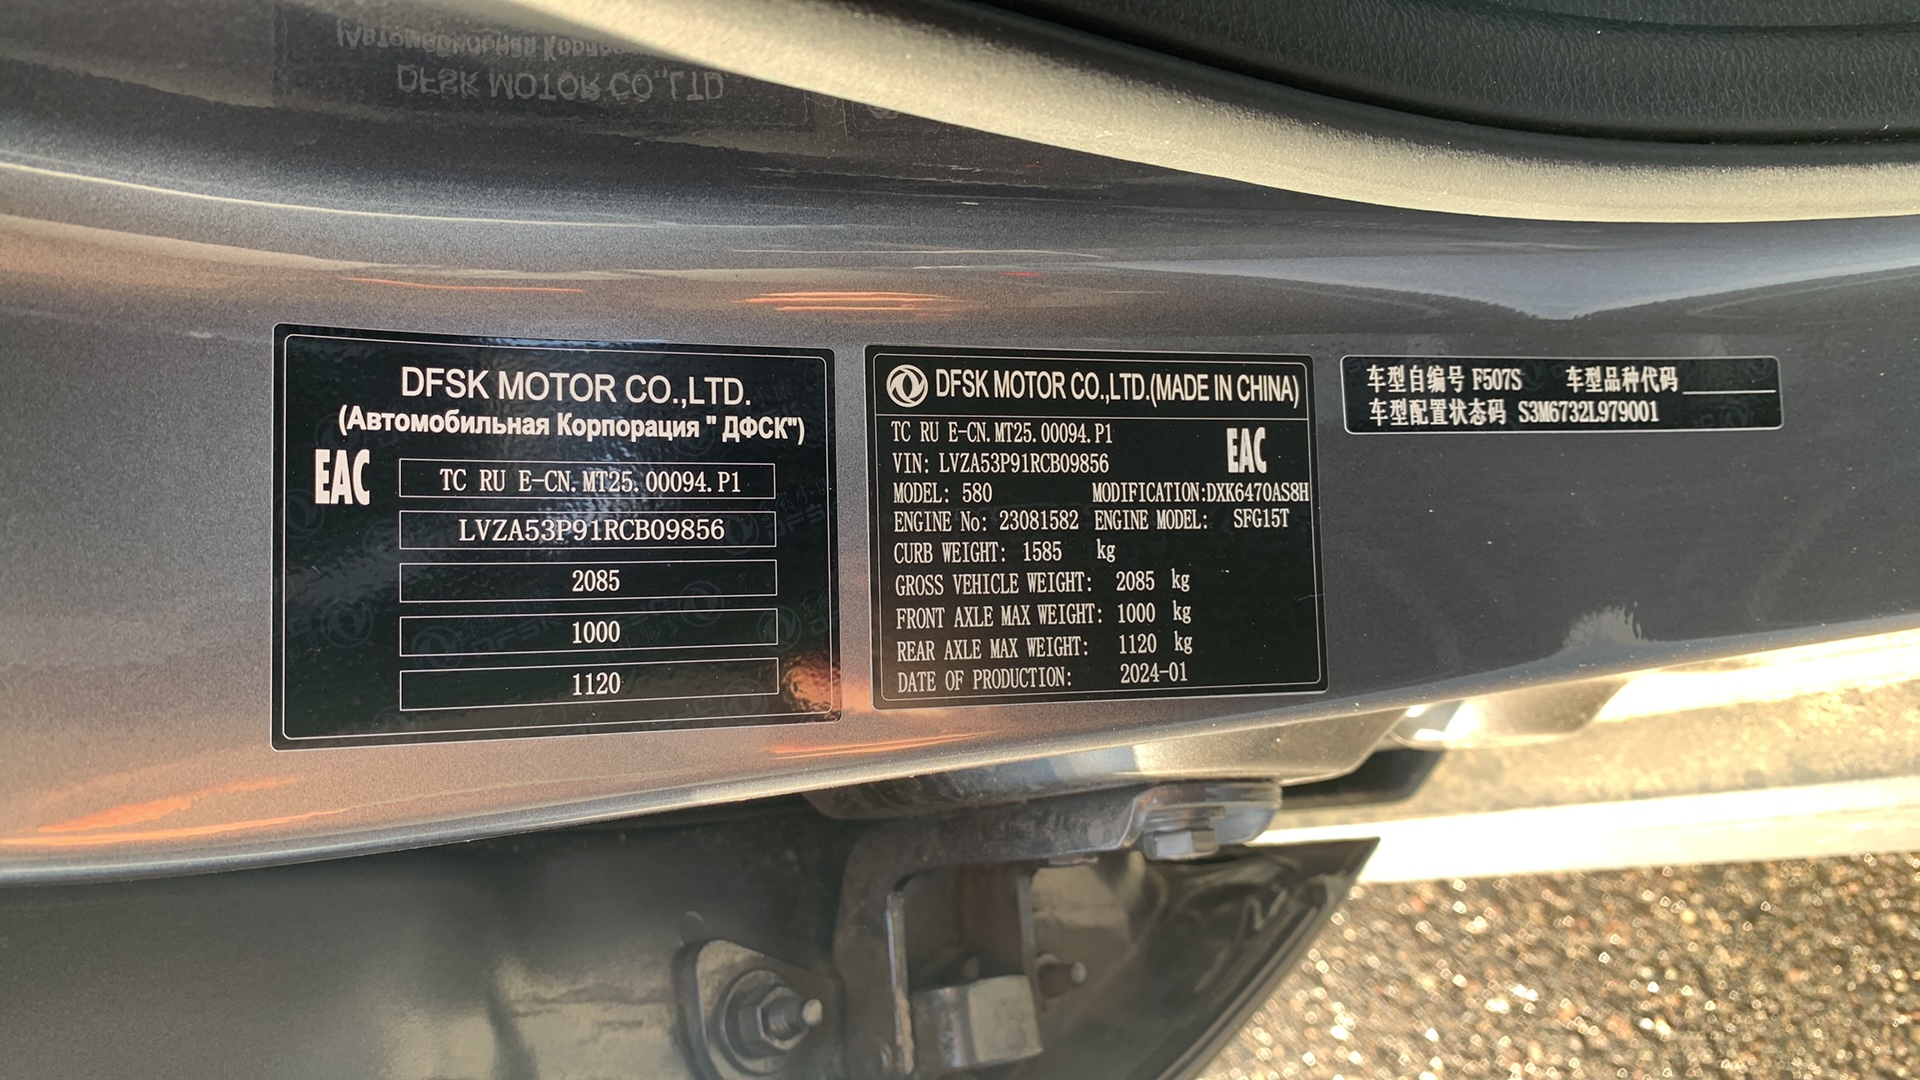 DFSK MOTOR CO.,LTD.
(Автомобильная Корпорация " ДФСК")
EAC
TC RU E-CN.MT25.00094.P1
LVZA53P91RCB09856
2085
1000
1120
DFSK MOTOR CO.,LTD.(MADE IN CHINA)
TC RU E-CN.MT25.00094.P1
EAC
VIN: LVZA53P91RCB09856
MODEL: 580 MODIFICATION:DXK6470AS8H
ENGINE No: 23081582 ENGINE MODEL: SFG15T
CURB WEIGHT: 1585 kg
GROSS VEHICLE WEIGHT: 2085 kg
FRONT AXLE MAX WEIGHT: 1000 kg
REAR AXLE MAX WEIGHT: 1120 kg
DATE OF PRODUCTION: 2024-01
车型自编号 F507S 车型品种代码
车型配置状态码 S3M6732L979001